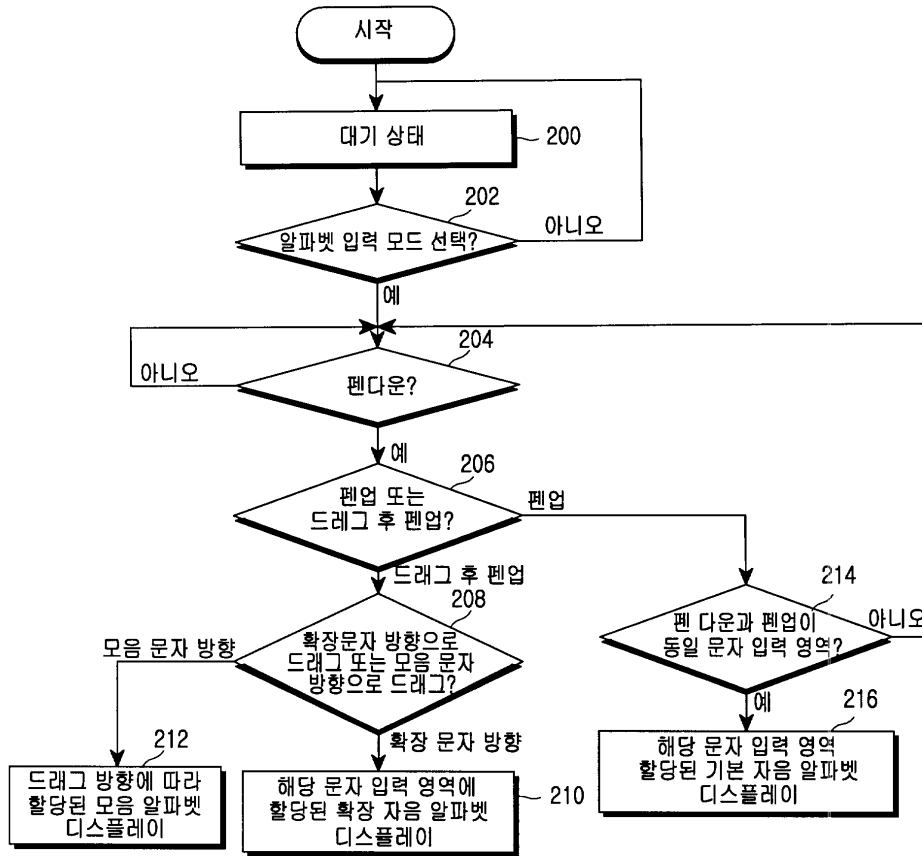 시작
대기 상태
200
202
알파벳 입력 모드 선택?
아니오
예
204
아니오
펜다운?
예
206
펜업 또는
드레그 후 펜업?
펜업
드래그 후 펜업
208
확장문자 방향으로
드래그 또는 모음 문자
방향으로 드래그?
모음 문자 방향
확장 문자 방향
214
펜 다운과 펜업이
동일 문자 입력 영역?
아니오
예
212
드래그 방향에 따라
할당된 모음 알파벳
디스플레이
해당 문자 입력 영역에
할당된 확장 자음 알파벳
디스플레이
210
216
해당 문자 입력 영역
할당된 기본 자음 알파벳
디스플레이